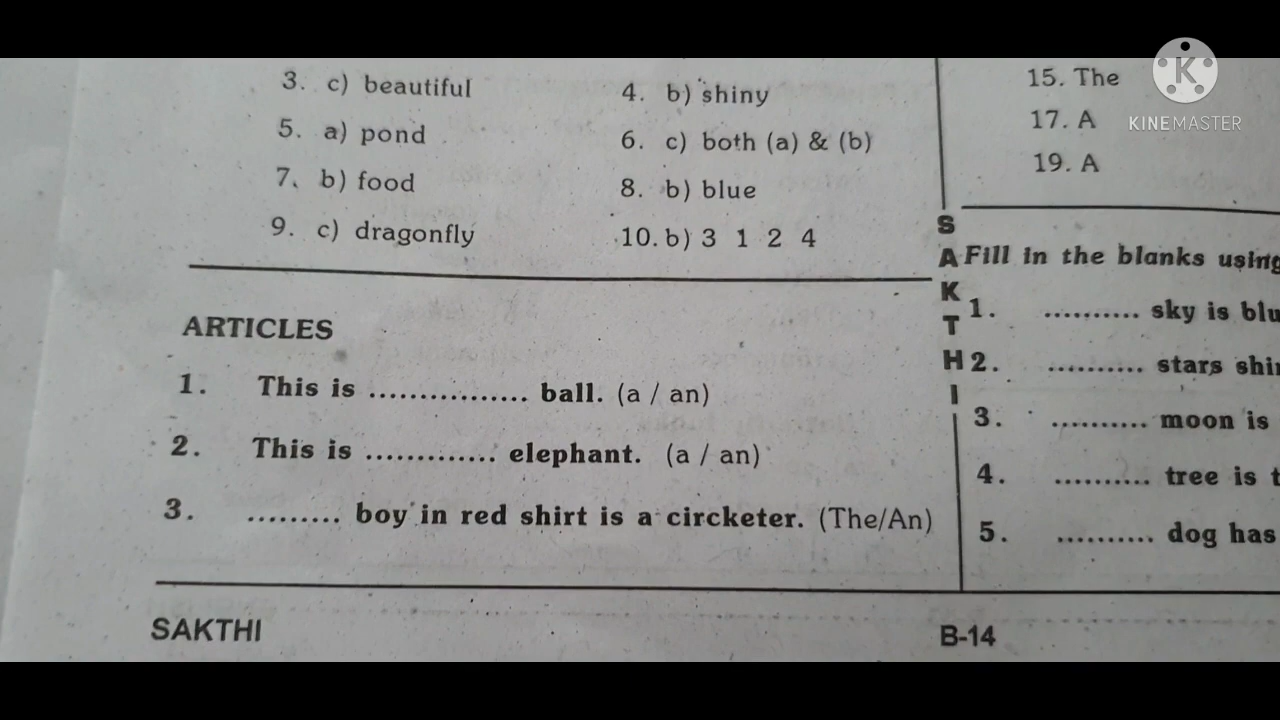 3. c) beautiful
4. b) shiny
5. a) pond
6. c) both (a) & (b)
7. b) food
8. b) blue
9. c) dragonfly
10. b) 3 1 2 4
ARTICLES
1. This is ................ ball. (a / an)
2. This is ............. elephant. (a / an)
3. ......... boy in red shirt is a circketer. (The/An)
SAKTHI
B-14
SAKTHI
15. The
17. A
19. A
Fill in the blanks using
1. .......... sky is
2. .......... stars
3. .......... moon is
4. .......... tree is
5. .......... dog has
KINEMASTER